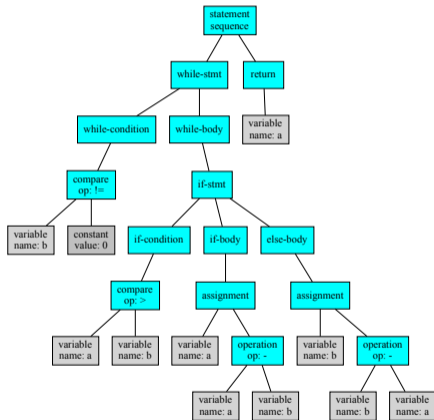 statement
sequence
while-stmt
return
while-condition
while-body
variable
name: a
compare
op: !=
if-stmt
variable
name: b
constant
value: 0
if-condition
if-body
else-body
compare
op: >
assignment
assignment
variable
name: a
variable
name: b
variable
name: a
operation
op: -
variable
name: b
operation
op: -
variable
name: a
variable
name: b
variable
name: b
variable
name: a